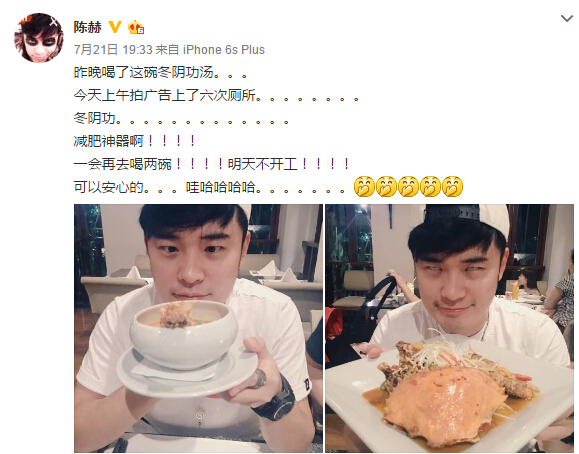 陈赫
7月21日 19:33 来自 iPhone 6s Plus
昨晚喝了这碗冬阴功汤。。。
今天上午拍广告上了六次厕所。。。。。。。。
冬阴功。。。。。。。。。。。。。
减肥神器啊！！！！
一会再去喝两碗！！！！明天不开工！！！！
可以安心的。。。哇哈哈哈哈。。。。。。。